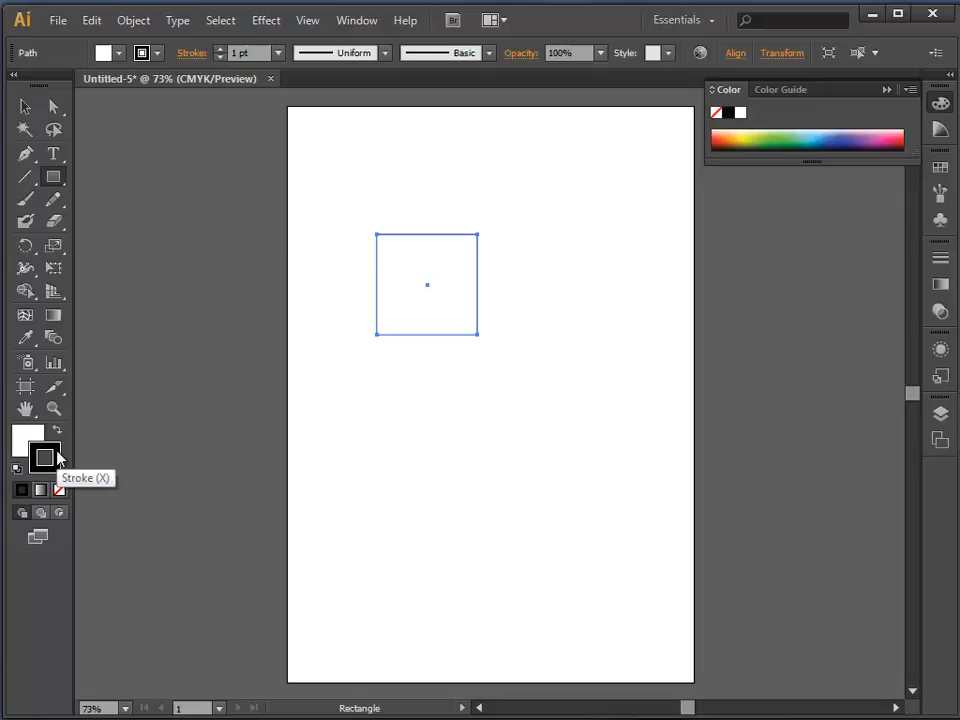 Ai File Edit Object Type Select Effect View Window Help Br Essentials
Path Stroke: 1 pt Uniform Basic Opacity: 100% Style: Align Transform
Untitled-5* @ 73% (CMYK/Preview)
Color Color Guide
T
Stroke (X)
73% 1 Rectangle